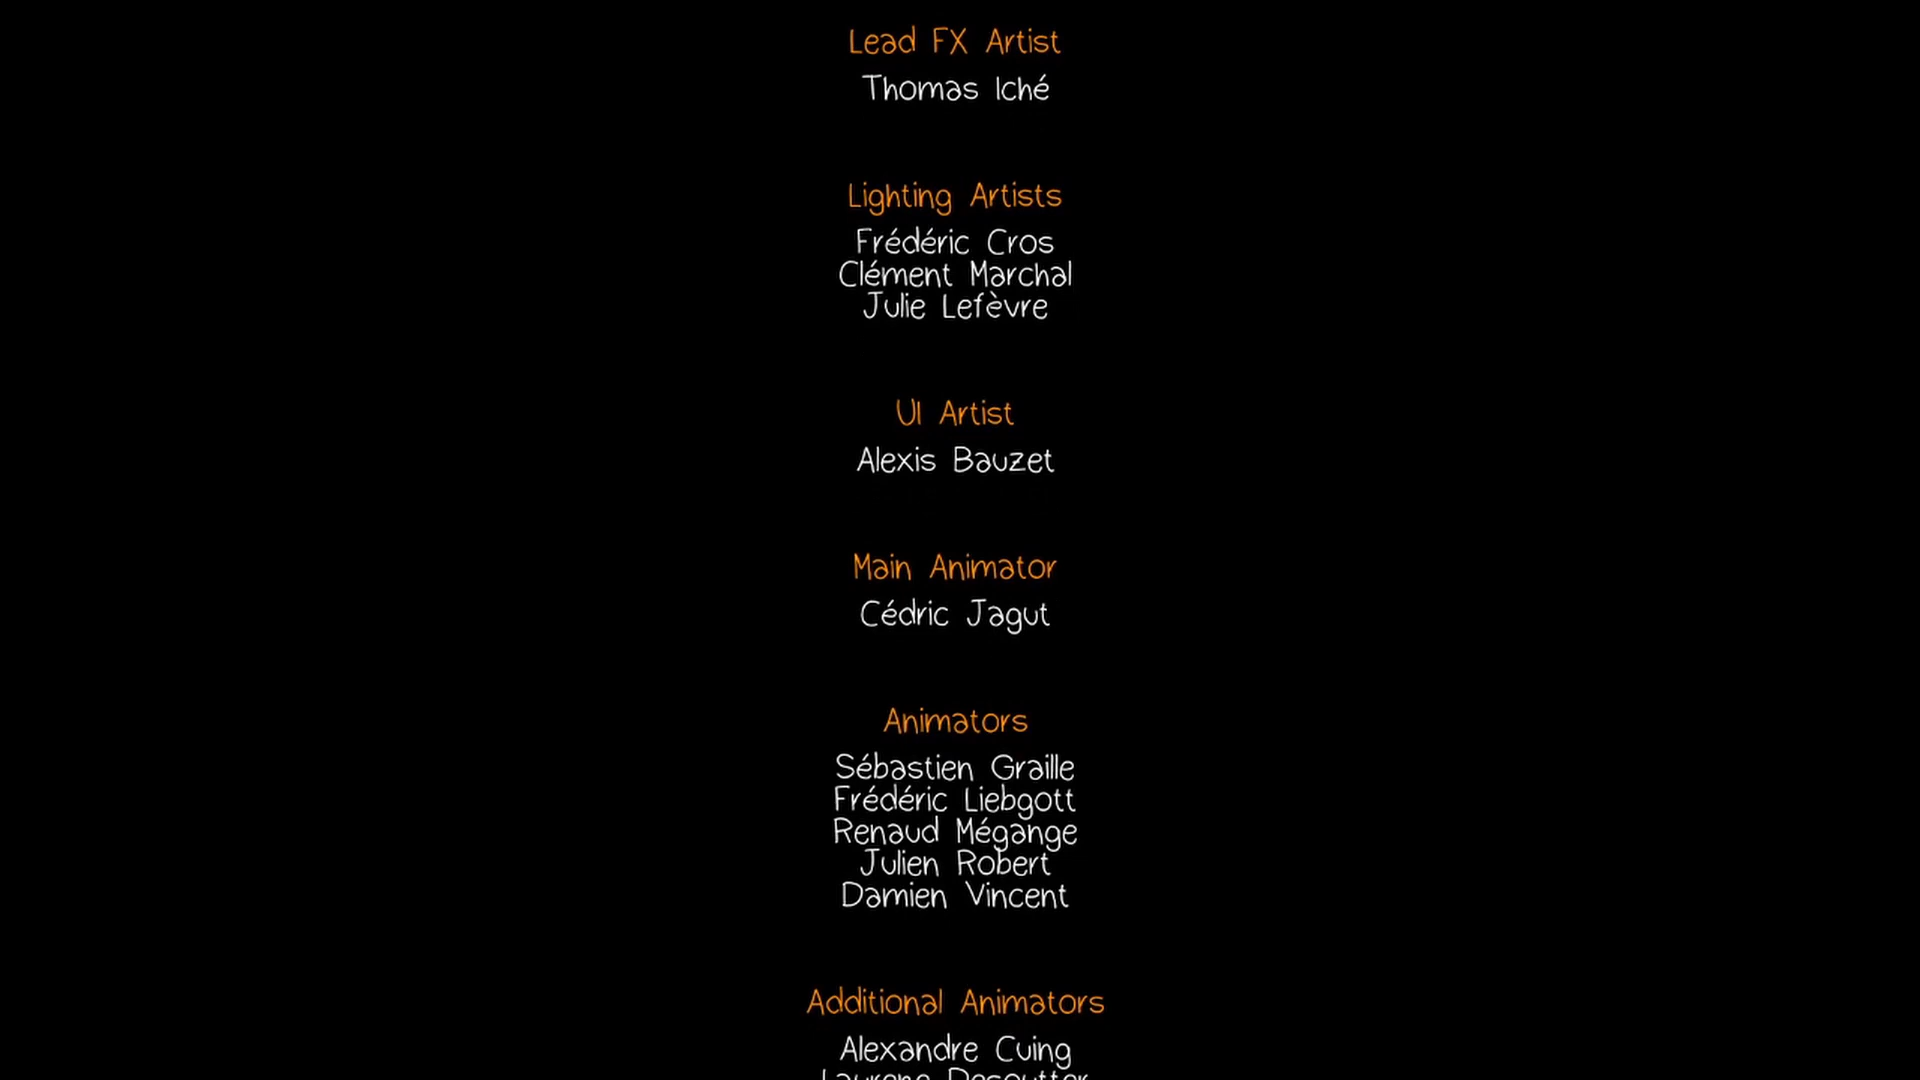 Lead FX Artist
Thomas Iché
Lighting Artists
Frédéric Cros
Clément Marchal
Julie Lefèvre
UI Artist
Alexis Bauzet
Main Animator
Cédric Jagut
Animators
Sébastien Graille
Frédéric Liebgott
Renaud Mégange
Julien Robert
Damien Vincent
Additional Animators
Alexandre Cuing